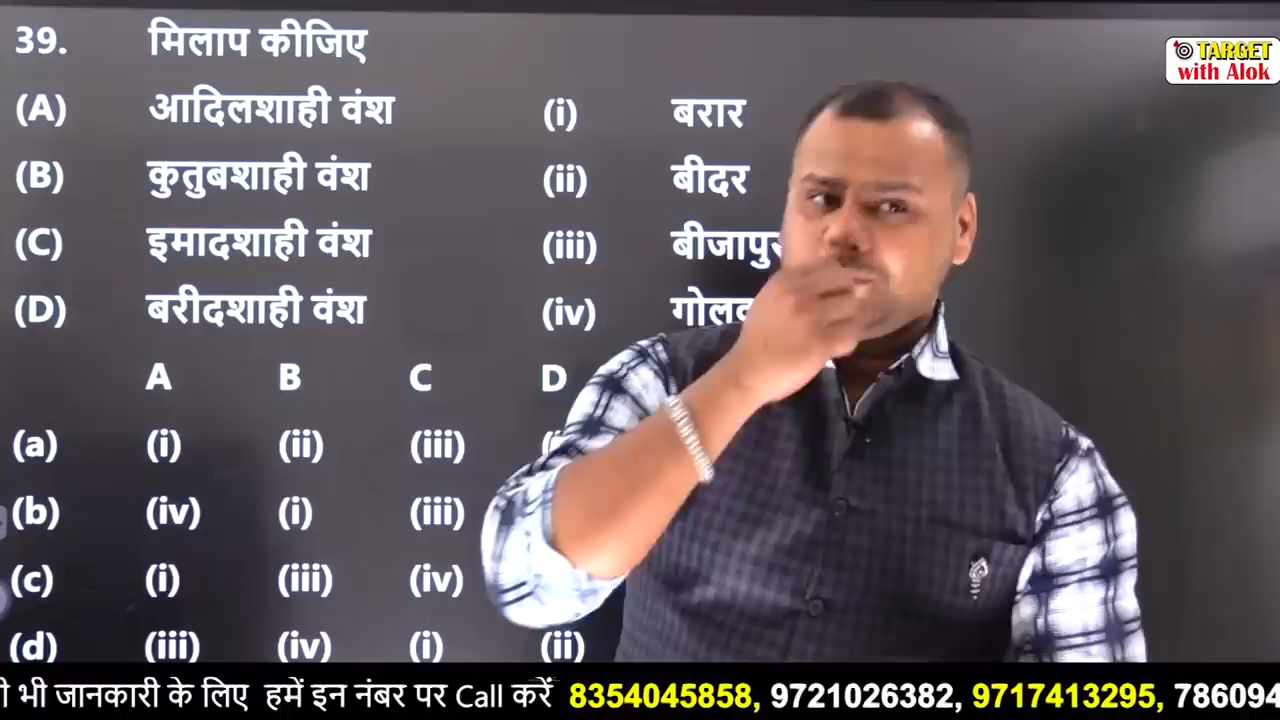 39. मिलाप कीजिए
TARGET
with Alok
(A) आदिलशाही वंश (i) बरार
(B) कुतुबशाही वंश (ii) बीदर
(C) इमादशाही वंश (iii)
(D) बरीदशाही वंश (iv)
A B C D
(a) (i) (ii) (iii)
(b) (iv) (i) (iii)
(c) (i) (iii) (iv)
(d) (iii) (iv) (i) (ii)
भी जानकारी के लिए हमें इन नंबर पर Call करें 8354045858, 9721026382, 9717413295,